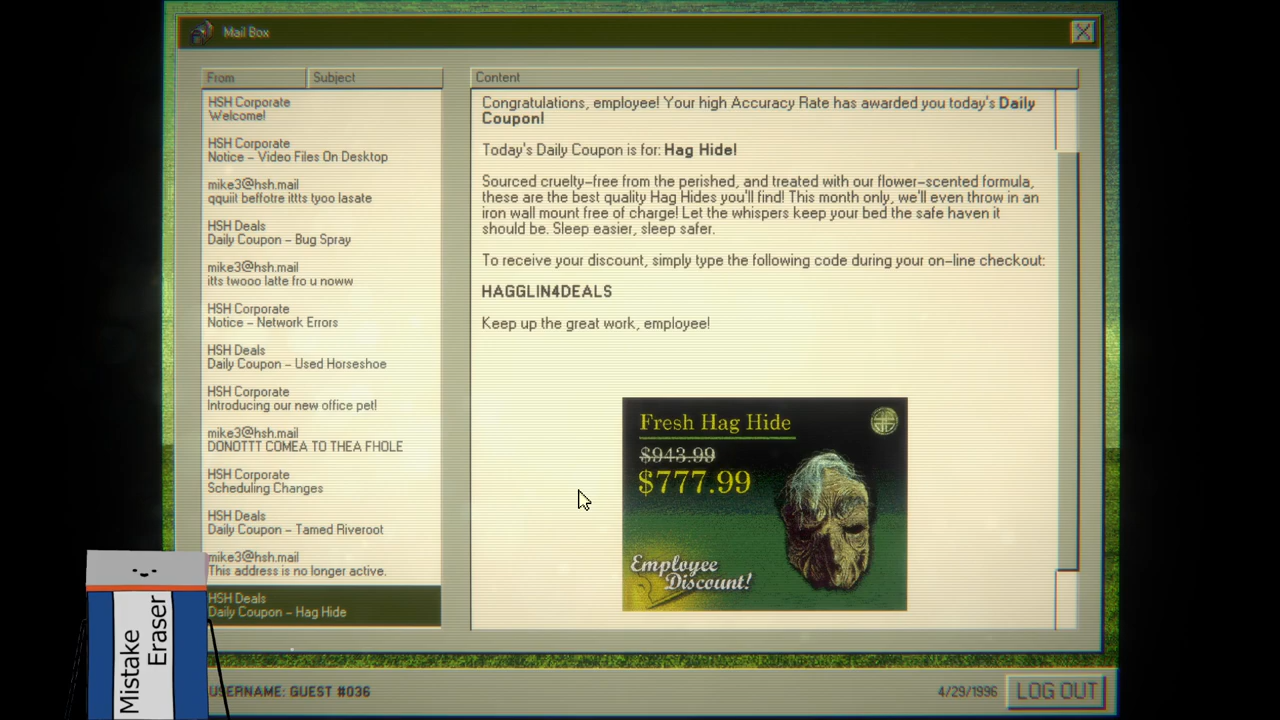 Mail Box
From Subject Content
HSH Corporate
Welcome!
HSH Corporate
Notice - Video Files On Desktop
mike3@hsh.mail
qquiit beffotre ittts tyoo lasate
HSH Deals
Daily Coupon - Bug Spray
mike3@hsh.mail
itts twooo latte fro u noww
HSH Corporate
Notice - Network Errors
HSH Deals
Daily Coupon - Used Horseshoe
HSH Corporate
Introducing our new office pet!
mike3@hsh.mail
DONOTTT COMEA TO THEA FHOLE
HSH Corporate
Scheduling Changes
HSH Deals
Daily Coupon - Tamed Riveroot
mike3@hsh.mail
This address is no longer active.
HSH Deals
Daily Coupon - Hag Hide
Congratulations, employee! Your high Accuracy Rate has awarded you today's Daily
Coupon!
Today's Daily Coupon is for: Hag Hide!
Sourced cruelty-free from the perished, and treated with our flower-scented formula,
these are the best quality Hag Hides you'll find! This month only, we'll even throw in an
iron wall mount free of charge! Let the whispers keep your bed the safe haven it
should be. Sleep easier, sleep safer.
To receive your discount, simply type the following code during your on-line checkout:
HAGGLIN4DEALS
Keep up the great work, employee!
Fresh Hag Hide
$943.99
$777.99
Employee
Discount!
Mistake
Eraser
USERNAME: GUEST #036
4/29/1996
LOG OUT